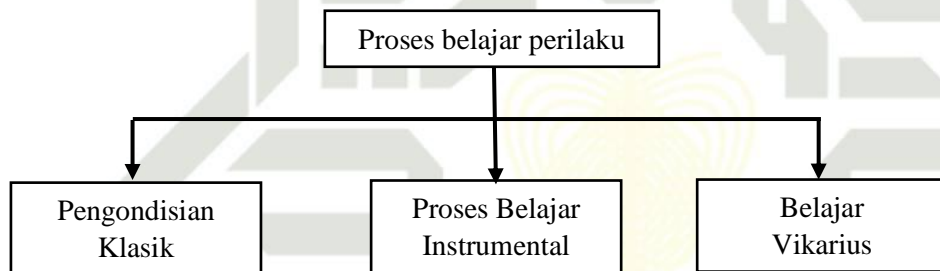 Proses belajar perilaku
Pengondisian
Klasik
Proses Belajar
Instrumental
Belajar
Vikarius